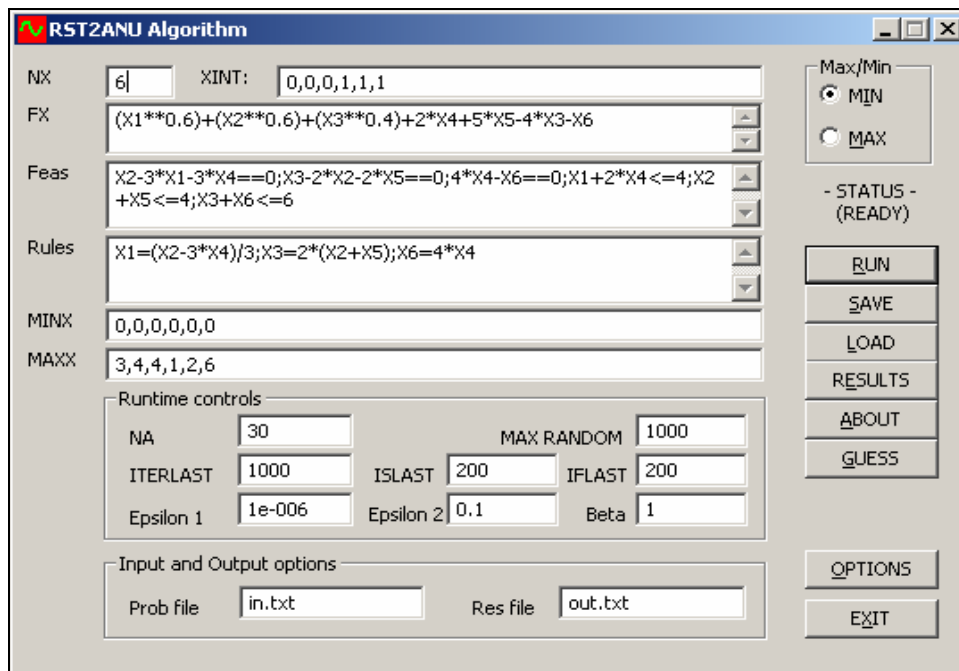 RST2ANU Algorithm
NX 6 XINT: 0,0,0,1,1,1
FX (X1**0.6)+(X2**0.6)+(X3**0.4)+2*X4+5*X5-4*X3-X6
Feas X2-3*X1-3*X4==0;X3-2*X2-2*X5==0;4*X4-X6==0;X1+2*X4<=4;X2
+X5<=4;X3+X6<=6
Rules X1=(X2-3*X4)/3;X3=2*(X2+X5);X6=4*X4
MINX 0,0,0,0,0,0
MAXX 3,4,4,1,2,6
Runtime controls
NA 30 MAX RANDOM 1000
ITERLAST 1000 ISLAST 200 IFLAST 200
Epsilon 1 1e-006 Epsilon 2 0.1 Beta 1
Input and Output options
Prob file in.txt Res file out.txt
Max/Min
MIN
MAX
- STATUS -
(READY)
RUN
SAVE
LOAD
RESULTS
ABOUT
GUESS
OPTIONS
EXIT